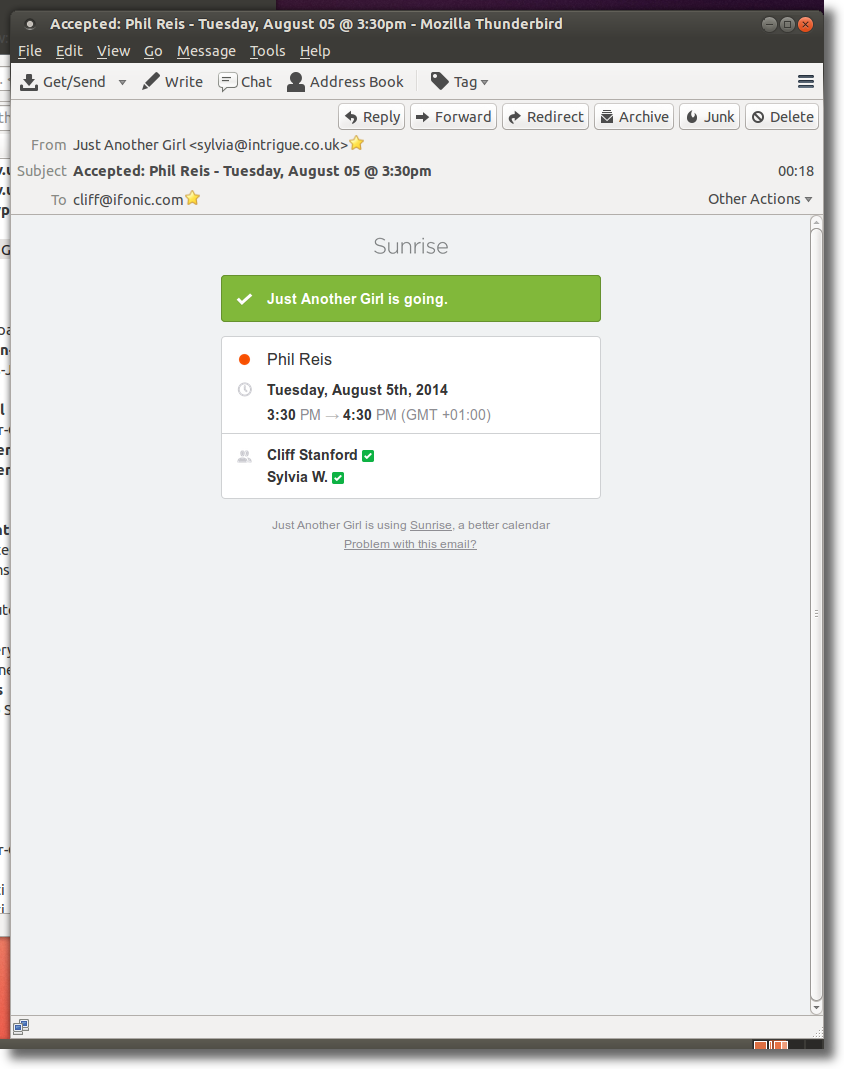 Accepted: Phil Reis - Tuesday, August 05 @ 3:30pm - Mozilla Thunderbird
File Edit View Go Message Tools Help
Get/Send Write Chat Address Book Tag
Reply Forward Redirect Archive Junk Delete
From Just Another Girl <sylvia@intrigue.co.uk>
Subject Accepted: Phil Reis - Tuesday, August 05 @ 3:30pm 00:18
To cliff@ifonic.com Other Actions
Sunrise
Just Another Girl is going.
Phil Reis
Tuesday, August 5th, 2014
3:30 PM → 4:30 PM (GMT +01:00)
Cliff Stanford
Sylvia W.
Just Another Girl is using Sunrise, a better calendar
Problem with this email?